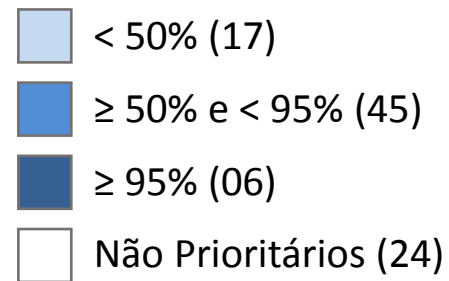 < 50% (17)
≥ 50% e < 95% (45)
≥ 95% (06)
Não Prioritários (24)